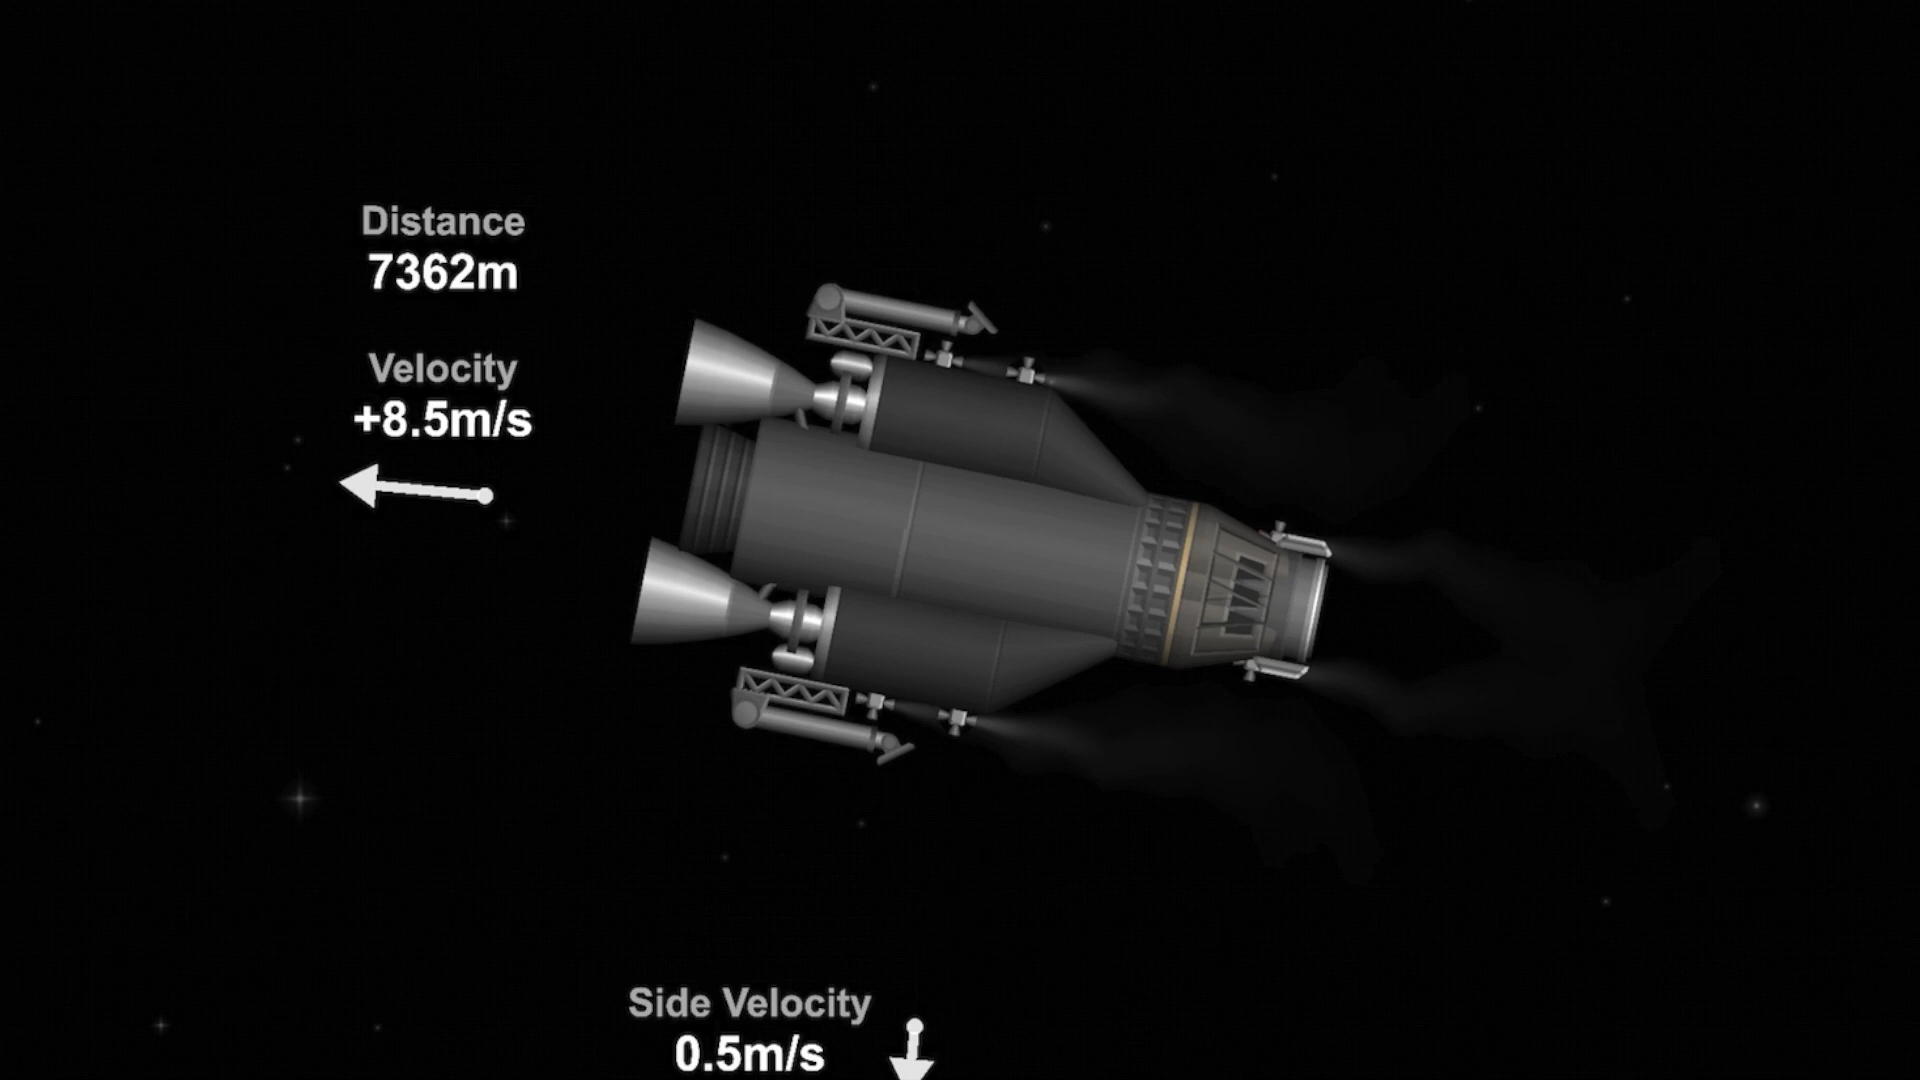 Distance
7362m
Velocity
+8.5m/s
Side Velocity
0.5m/s